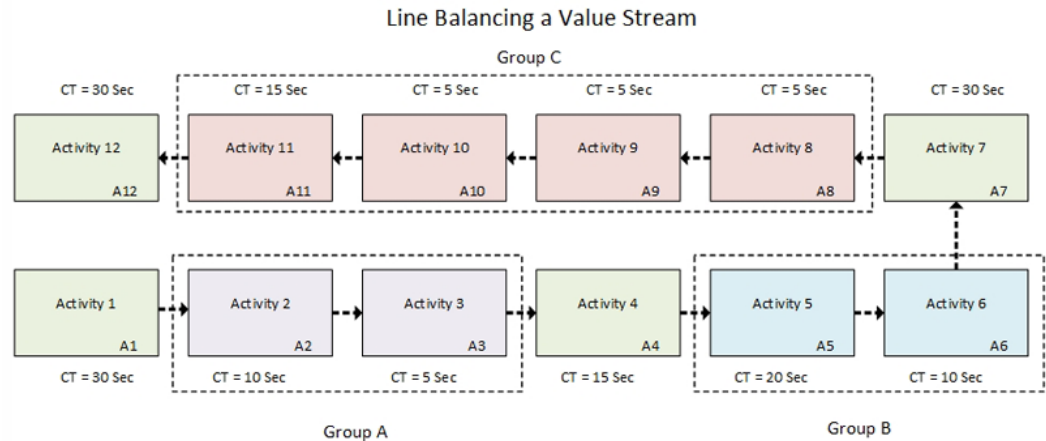 Line Balancing a Value Stream
Group C
CT = 30 Sec
CT = 15 Sec
CT = 5 Sec
CT = 5 Sec
CT = 5 Sec
CT = 30 Sec
Activity 12
A12
Activity 11
A11
Activity 10
A10
Activity 9
A9
Activity 8
A8
Activity 7
A7
Activity 1
A1
Activity 2
A2
Activity 3
A3
Activity 4
A4
Activity 5
A5
Activity 6
A6
CT = 30 Sec
CT = 10 Sec
CT = 5 Sec
CT = 15 Sec
CT = 20 Sec
CT = 10 Sec
Group A
Group B